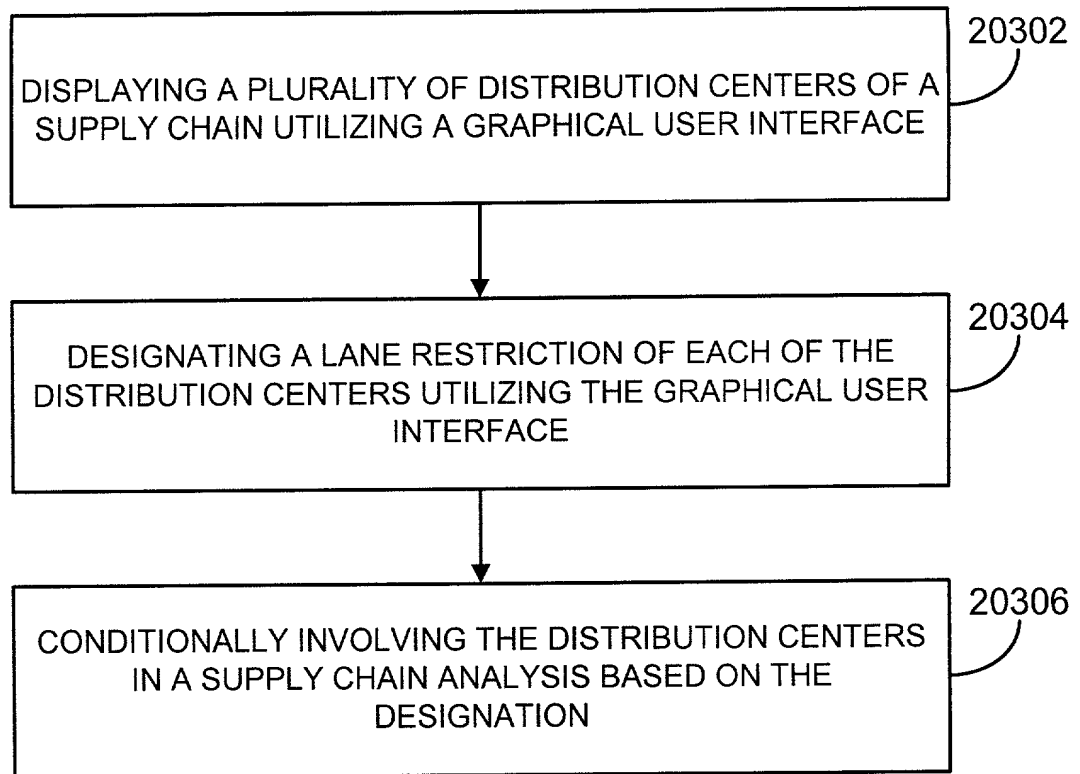 20302
DISPLAYING A PLURALITY OF DISTRIBUTION CENTERS OF A
SUPPLY CHAIN UTILIZING A GRAPHICAL USER INTERFACE
20304
DESIGNATING A LANE RESTRICTION OF EACH OF THE
DISTRIBUTION CENTERS UTILIZING THE GRAPHICAL USER
INTERFACE
20306
CONDITIONALLY INVOLVING THE DISTRIBUTION CENTERS
IN A SUPPLY CHAIN ANALYSIS BASED ON THE
DESIGNATION